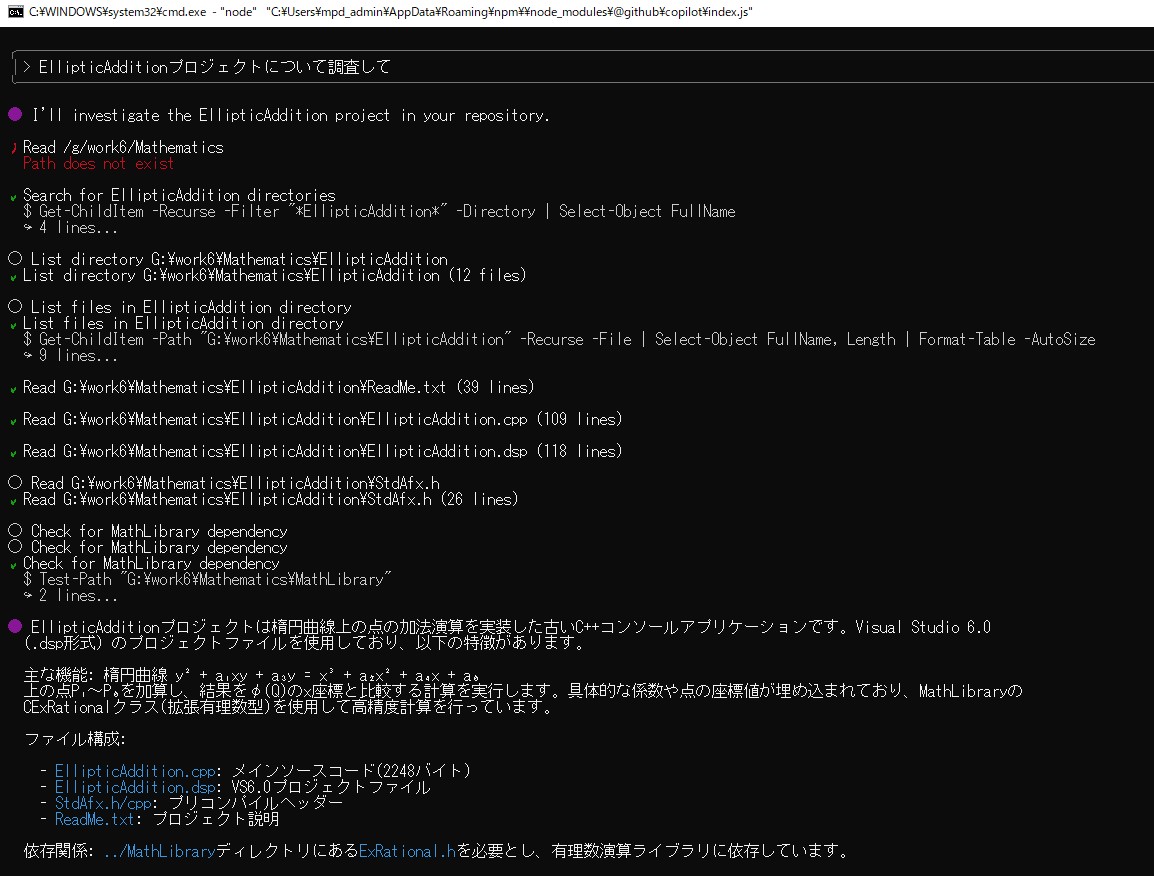 C:¥WINDOWS¥system32¥cmd.exe - "node" "C:¥Users¥mpd_admin¥AppData¥Roaming¥npm¥¥node_modules¥@github¥copilot¥index.js"
> EllipticAdditionプロジェクトについて調査して
I'll investigate the EllipticAddition project in your repository.
Read /g/work6/Mathematics
Path does not exist
Search for EllipticAddition directories
$ Get-ChildItem -Recurse -Filter "*EllipticAddition*" -Directory | Select-Object FullName
↪ 4 lines...
○ List directory G:¥work6¥Mathematics¥EllipticAddition
List directory G:¥work6¥Mathematics¥EllipticAddition (12 files)
○ List files in EllipticAddition directory
List files in EllipticAddition directory
$ Get-ChildItem -Path "G:¥work6¥Mathematics¥EllipticAddition" -Recurse -File | Select-Object FullName, Length | Format-Table -AutoSize
↪ 9 lines...
Read G:¥work6¥Mathematics¥EllipticAddition¥ReadMe.txt (39 lines)
Read G:¥work6¥Mathematics¥EllipticAddition¥EllipticAddition.cpp (109 lines)
Read G:¥work6¥Mathematics¥EllipticAddition¥EllipticAddition.dsp (118 lines)
○ Read G:¥work6¥Mathematics¥EllipticAddition¥StdAfx.h
Read G:¥work6¥Mathematics¥EllipticAddition¥StdAfx.h (26 lines)
○ Check for MathLibrary dependency
○ Check for MathLibrary dependency
Check for MathLibrary dependency
$ Test-Path "G:¥work6¥Mathematics¥MathLibrary"
↪ 2 lines...
EllipticAdditionプロジェクトは楕円曲線上の点の加法演算を実装した古いC++コンソールアプリケーションです。Visual Studio 6.0
(.dsp形式) のプロジェクトファイルを使用しており、以下の特徴があります。
主な機能: 楕円曲線 y² + a₁xy + a₃y = x³ + a₂x² + a₄x + a₆
上の点P₁～P₆を加算し、結果をφ(Q)のx座標と比較する計算を実行します。具体的な係数や点の座標値が埋め込まれており、MathLibraryの
CExRationalクラス(拡張有理数型)を使用して高精度計算を行っています。
ファイル構成:
- EllipticAddition.cpp: メインソースコード(2248バイト)
- EllipticAddition.dsp: VS6.0プロジェクトファイル
- StdAfx.h/cpp: プリコンパイルヘッダー
- ReadMe.txt: プロジェクト説明
依存関係: ../MathLibraryディレクトリにあるExRational.hを必要とし、有理数演算ライブラリに依存しています。